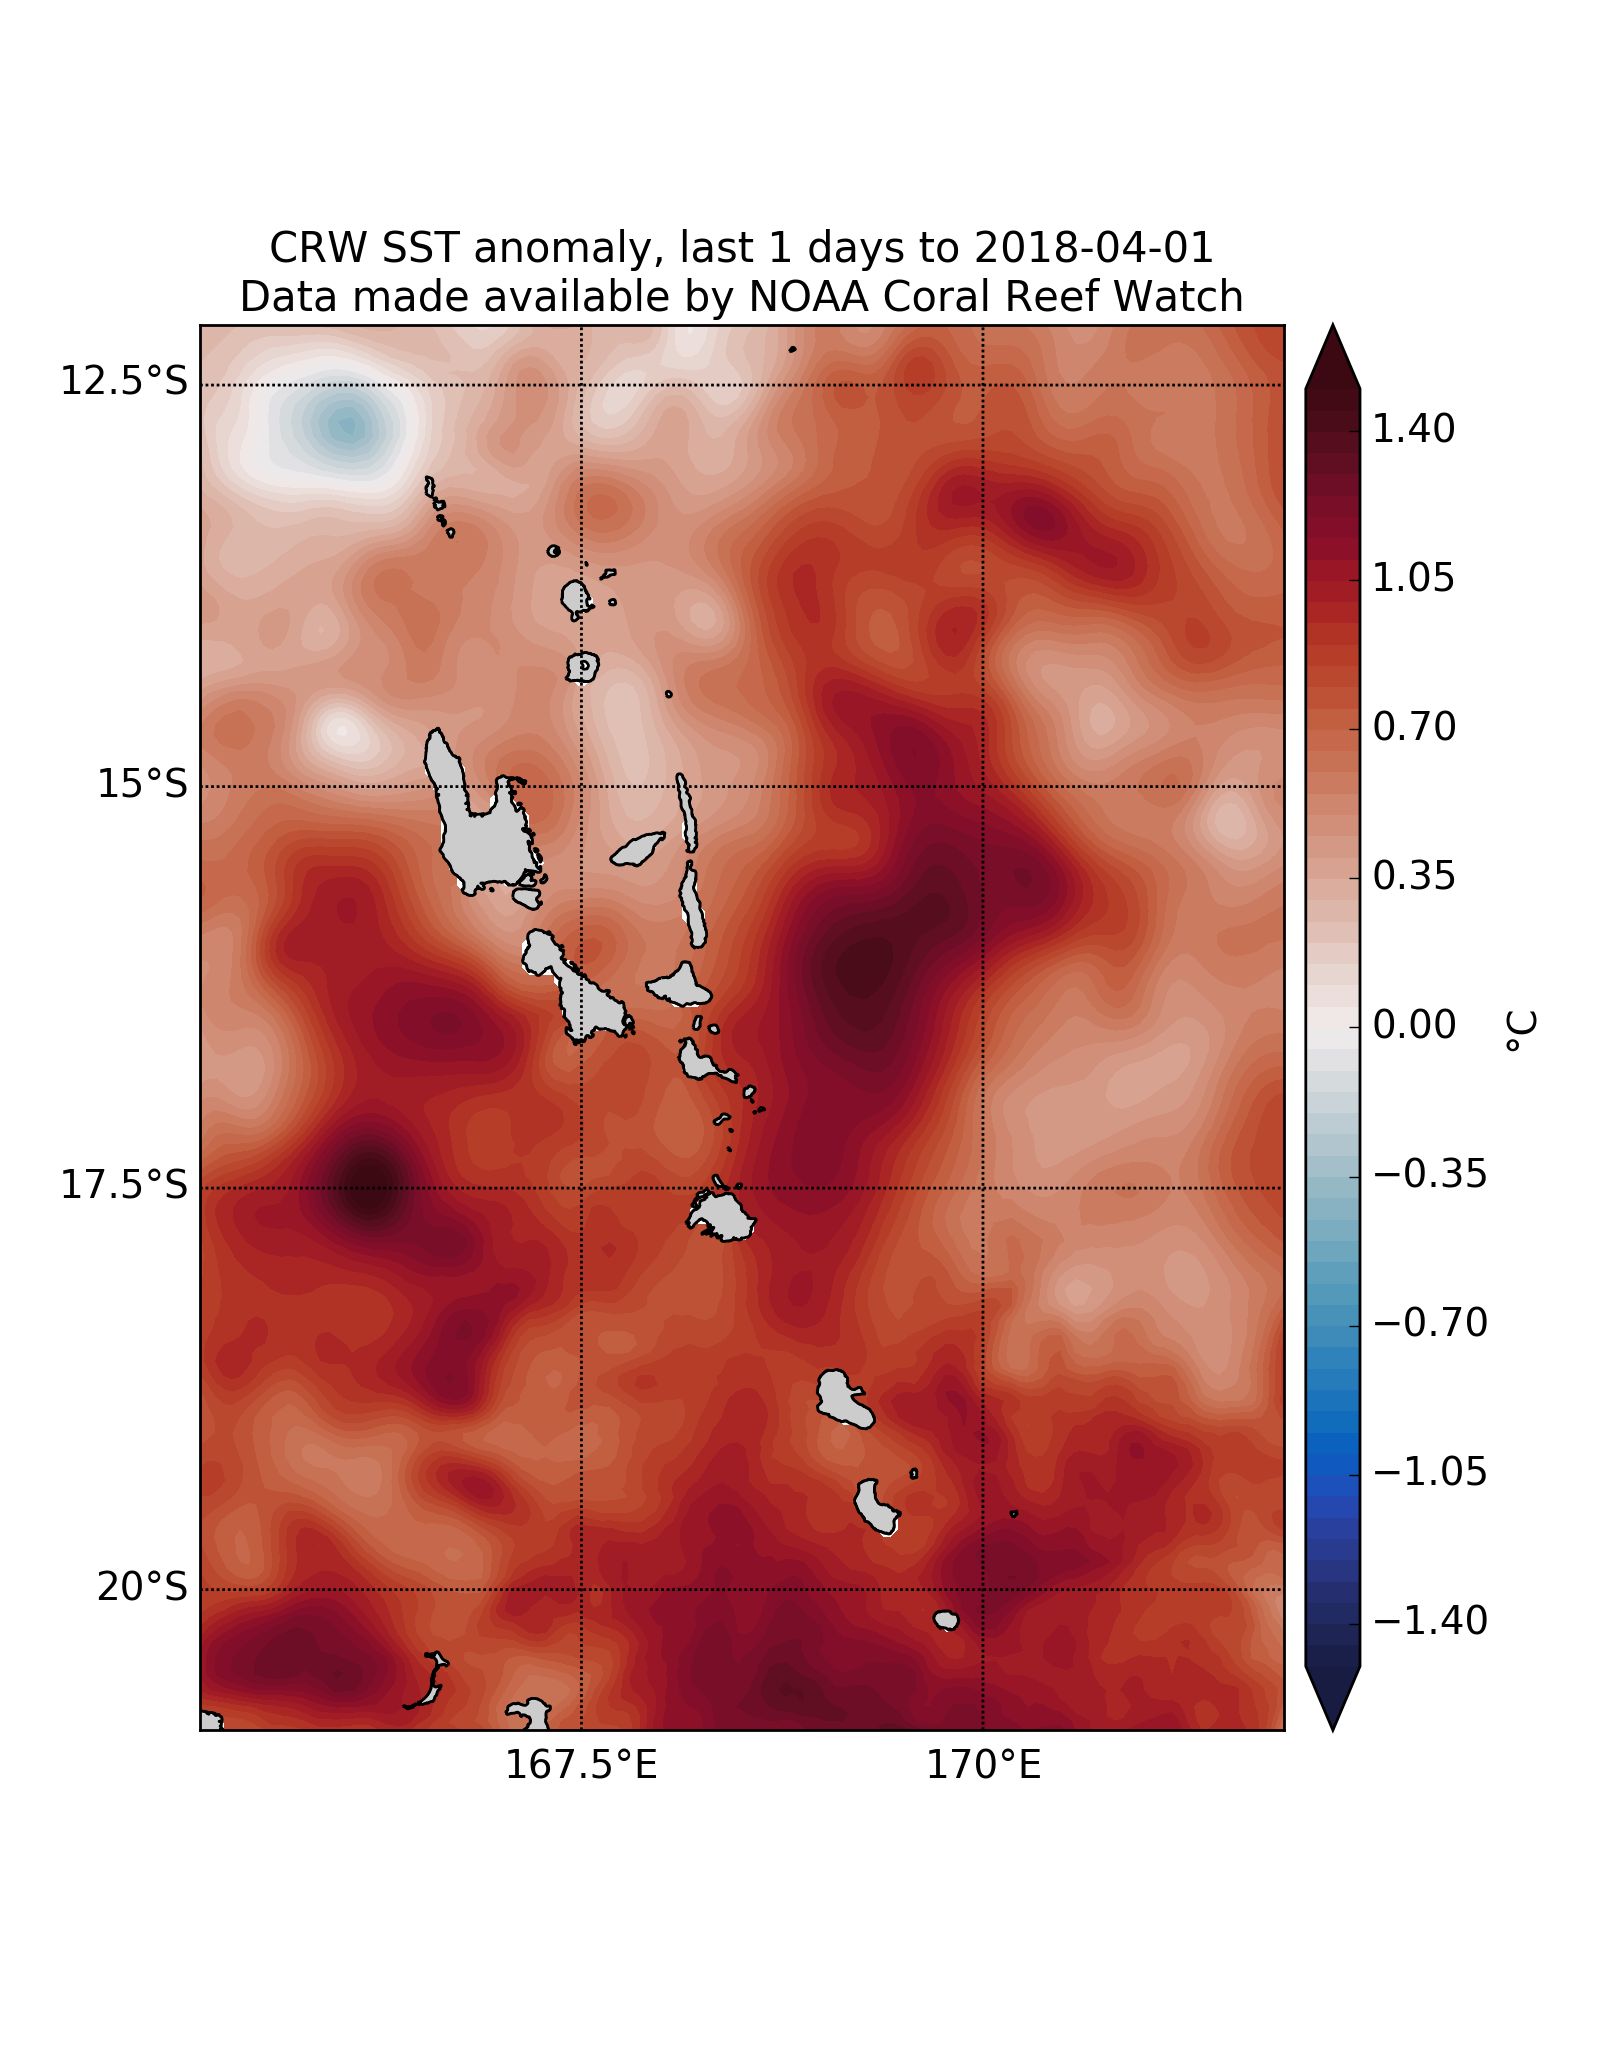 CRW SST anomaly, last 1 days to 2018-04-01
Data made available by NOAA Coral Reef Watch
12.5°S
15°S
17.5°S
20°S
167.5°E
170°E
1.40
1.05
0.70
0.35
0.00
−0.35
−0.70
−1.05
−1.40
°C